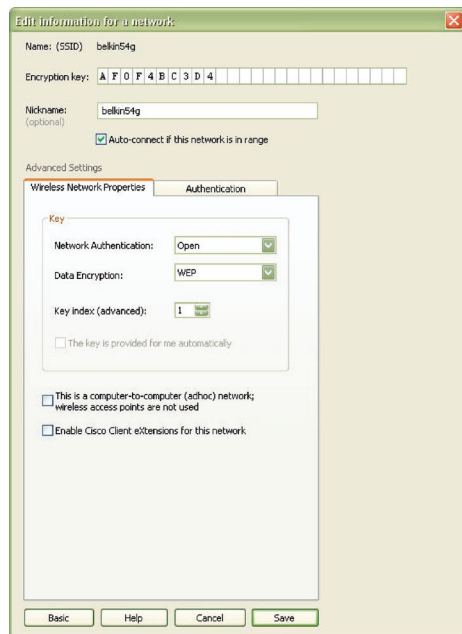 Edit information for a network
Name: (SSID) belkin54g
Encryption key: A F 0 F 4 B C 3 D 4
Nickname: belkin54g
(optional)
Auto-connect if this network is in range
Advanced Settings
Wireless Network Properties Authentication
Key
Network Authentication: Open
Data Encryption: WEP
Key index (advanced): 1
The key is provided for me automatically
This is a computer-to-computer (adhoc) network;
wireless access points are not used
Enable Cisco Client eXtensions for this network
Basic Help Cancel Save